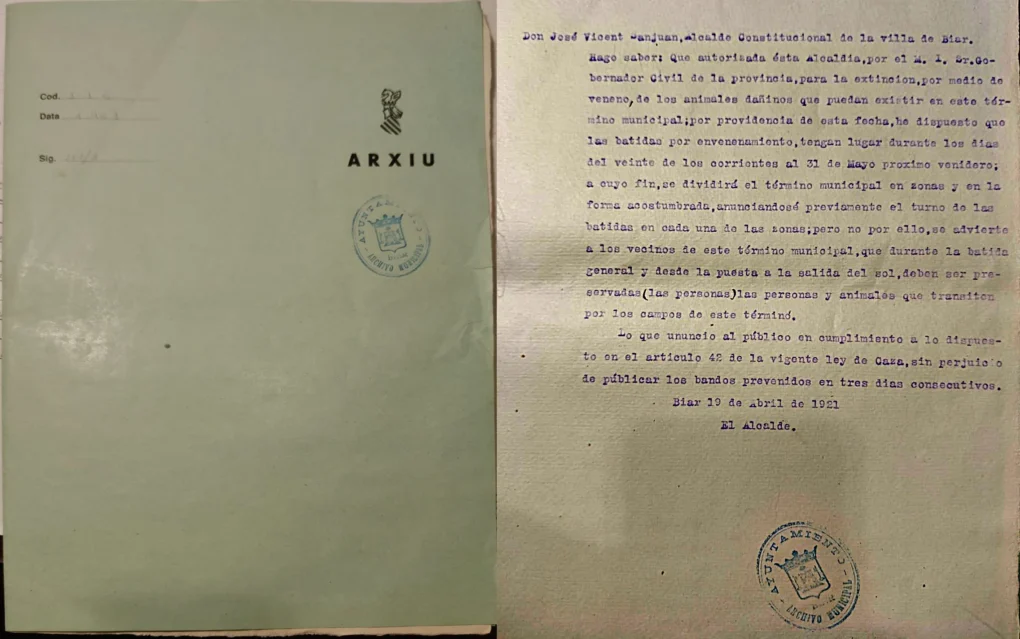 Cod.
Data
Sig.
ARXIU
AYUNTAMIENTO
ARCHIVO MUNICIPAL
Don José Vicent Sanjuan,Alcalde Constitucional de la villa de Biar.
Hago saber: Que autorizada ésta Alcaldia,por el M. I. Sr.Go-
bernador Civil de la provincia,para la extincion,por medio de
veneno,de los animales dañinos que puedan existir en este tér-
mino municipal;por providencia de esta fecha,he dispuesto que
las batidas por envenenamiento,tengan lugar durante los dias
del veinte de los corrientes al 31 de Mayo proximo venidero;
a cuyo fin,se dividirá el término municipal en zonas y en la
forma acostumbrada,anunciandosé previamente el turno de las
batidas en cada una de las zonas;pero no por ello,se advierte
a los vecinos de este término municipal,que durante la batida
general y desde la puesta a la salida del sol,deben ser pre-
servadas(las personas)las personas y animales que transiten
por los campos de este términó.
Lo que ununcio al público en cumplimiento a lo dispues-
to en el articulo 42 de la vigente ley de Caza,sin perjuicio
de públicar los bandos prevenidos en tres dias consecutivos.
Biar 19 de Abril de 1921
El Alcalde.
AYUNTAMIENTO
ARCHIVO MUNICIPAL